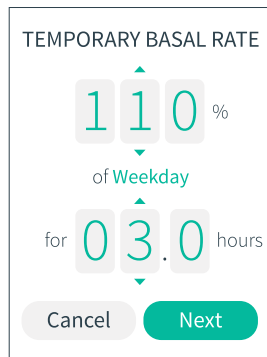 TEMPORARY BASAL RATE
110 %
of Weekday
for 03.0 hours
Cancel Next